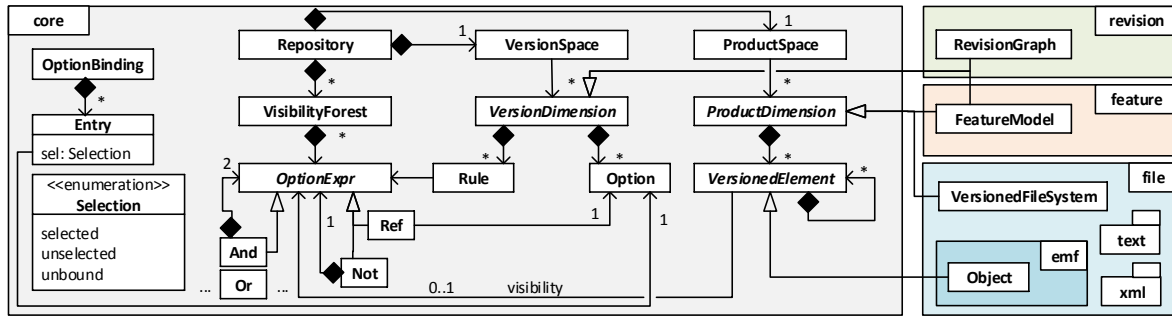 core
revision
Repository
1
VersionSpace
1
ProductSpace
RevisionGraph
OptionBinding
*
*
*
*
feature
VisibilityForest
VersionDimension
ProductDimension
FeatureModel
Entry
sel: Selection
*
*
*
*
file
2
OptionExpr
Rule
Option
VersionedElement
*
<<enumeration>>
Selection
VersionedFileSystem
selected
unselected
unbound
1
Ref
1
1
And
text
Not
emf
... Or ...
0..1
visibility
Object
xml